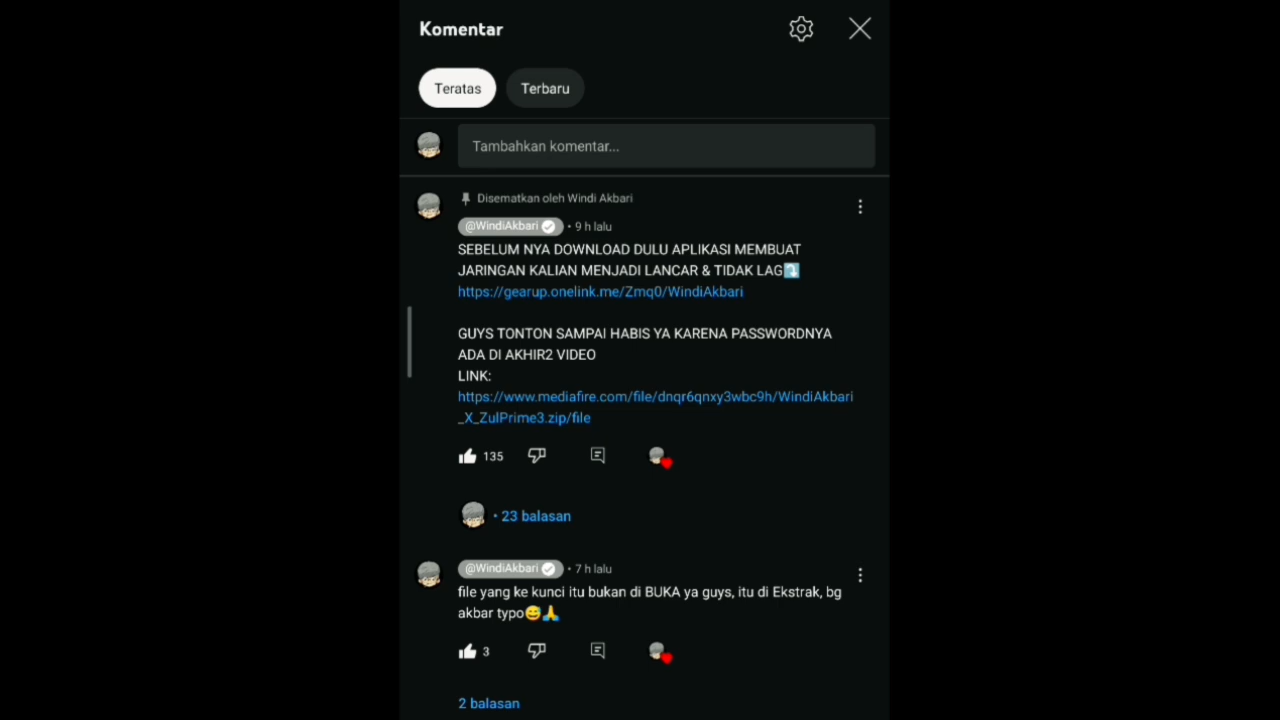 Komentar
Teratas
Terbaru
Tambahkan komentar...
Disematkan oleh Windi Akbari
@WindiAkbari • 9 h lalu
SEBELUM NYA DOWNLOAD DULU APLIKASI MEMBUAT
JARINGAN KALIAN MENJADI LANCAR & TIDAK LAG⤵️
https://gearup.onelink.me/Zmq0/WindiAkbari
GUYS TONTON SAMPAI HABIS YA KARENA PASSWORDNYA
ADA DI AKHIR2 VIDEO
LINK:
https://www.mediafire.com/file/dnqr6qnxy3wbc9h/WindiAkbari
_X_ZulPrime3.zip/file
135
• 23 balasan
@WindiAkbari • 7 h lalu
file yang ke kunci itu bukan di BUKA ya guys, itu di Ekstrak, bg
akbar typo😅🙏
3
2 balasan